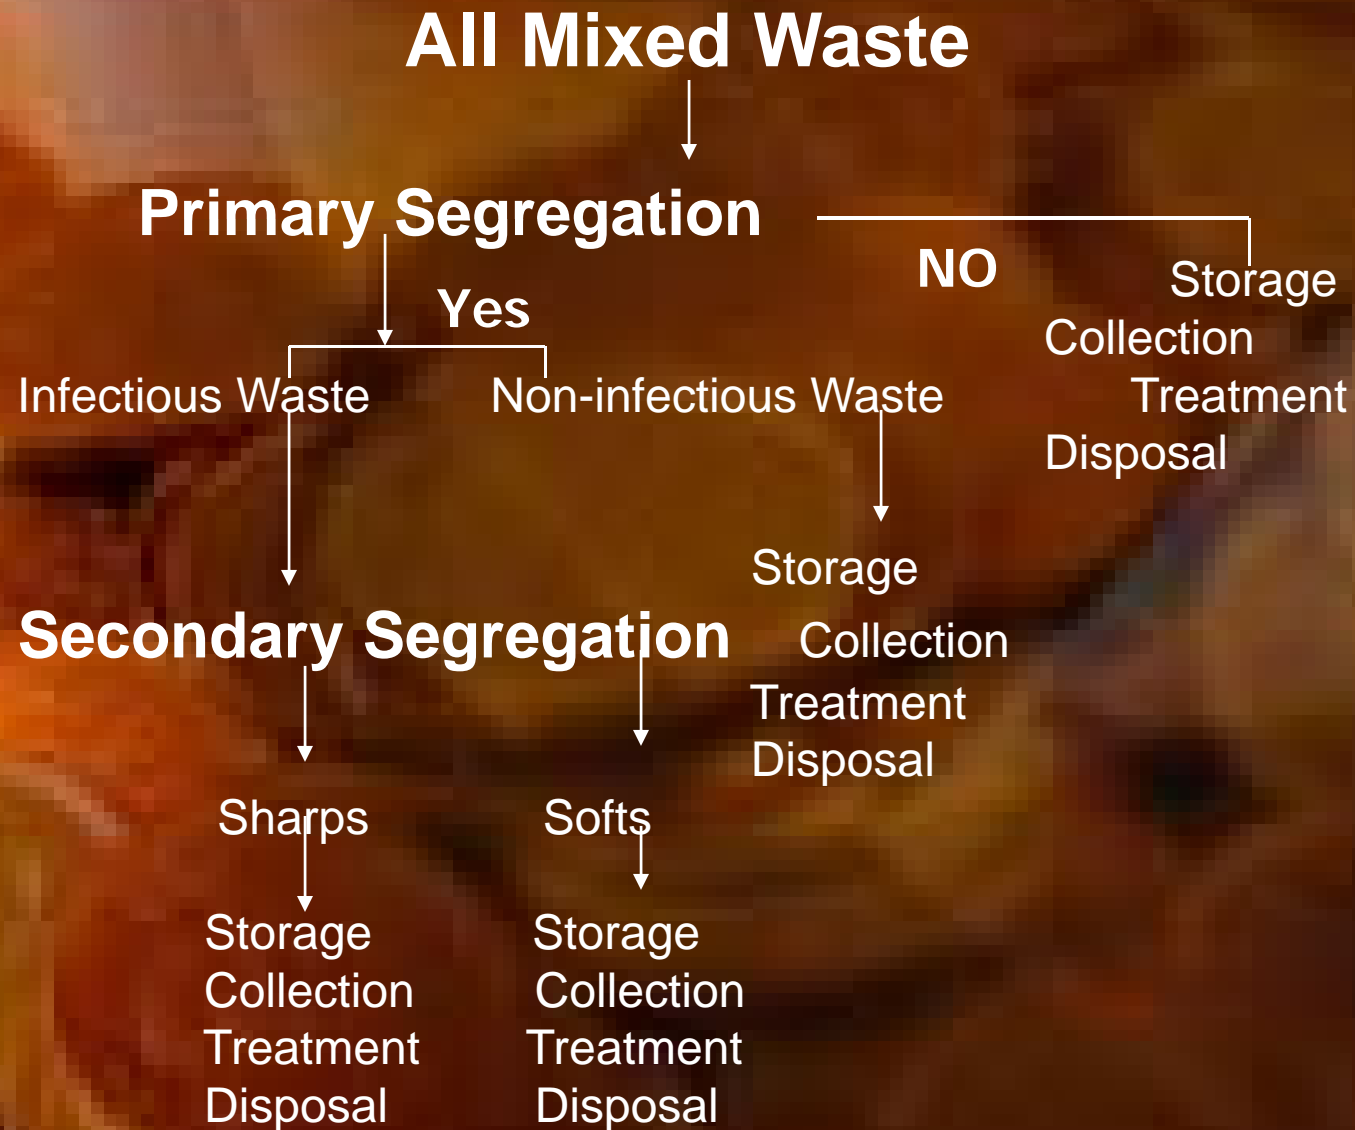 All Mixed Waste
Primary Segregation
NO
Storage
Collection
Treatment
Disposal
Yes
Infectious Waste
Non-infectious Waste
Storage
Collection
Treatment
Disposal
Secondary Segregation
Sharps
Softs
Storage
Collection
Treatment
Disposal
Storage
Collection
Treatment
Disposal